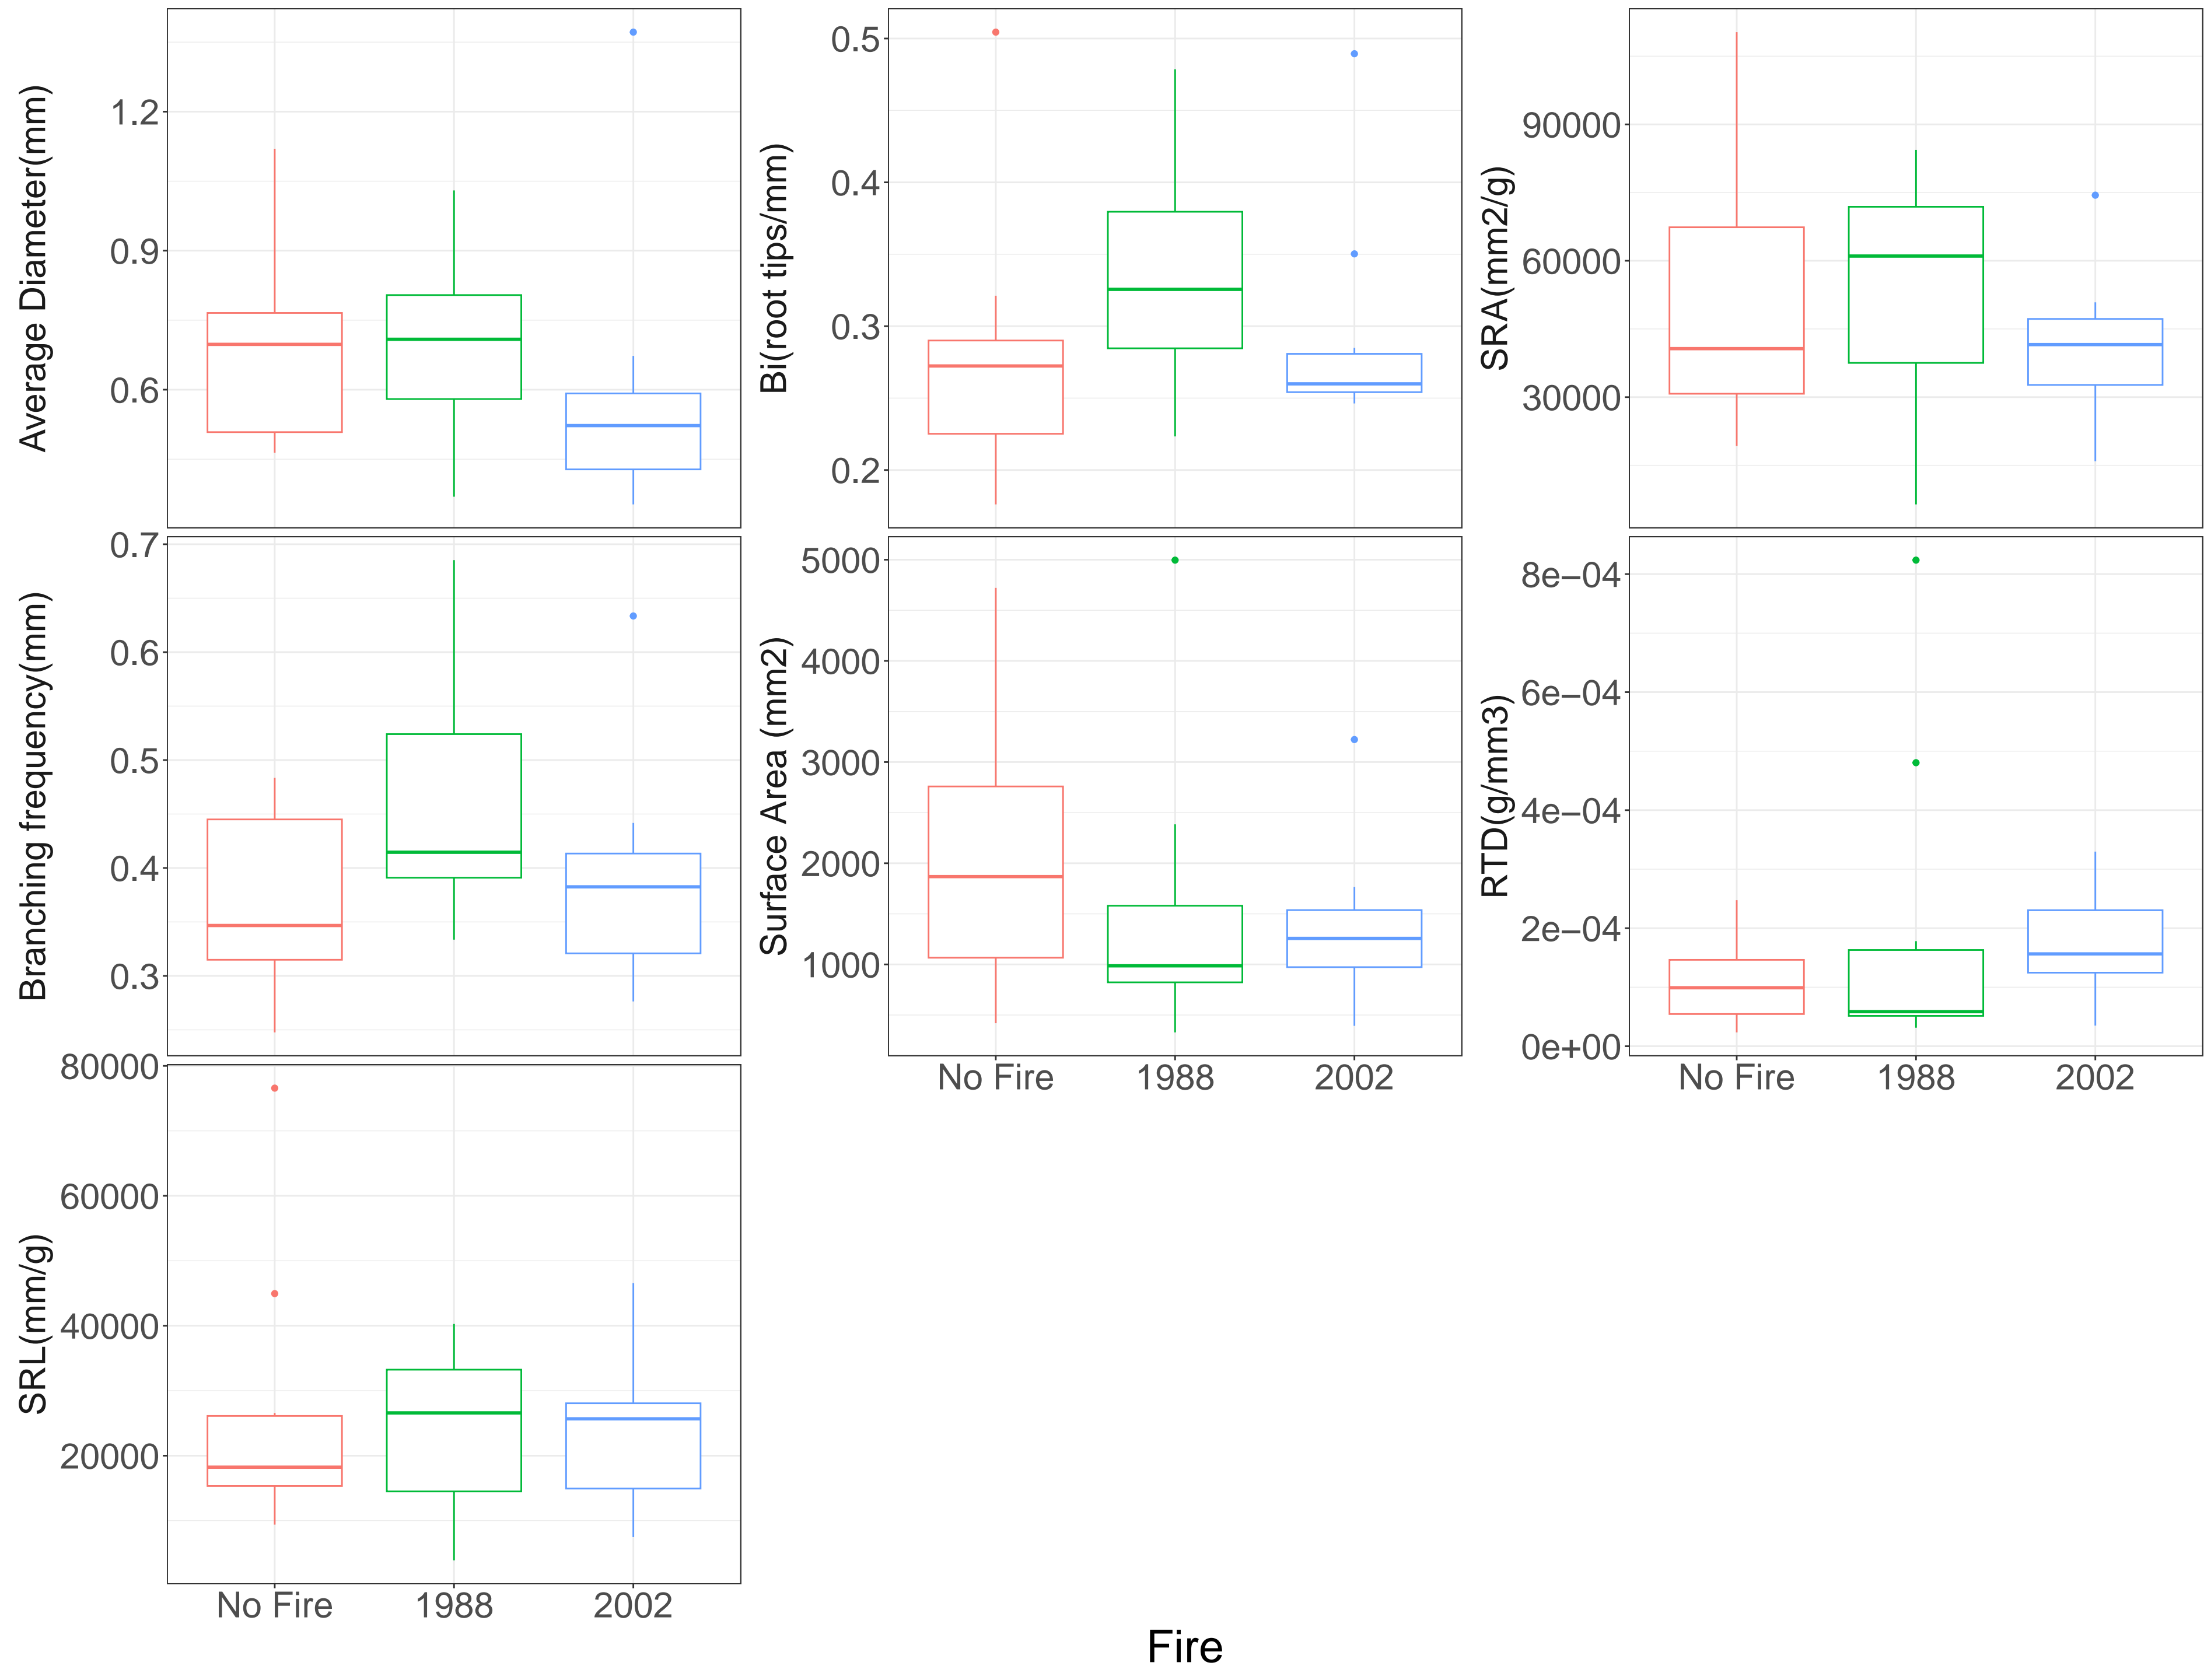 Average Diameter(mm)
1.2
0.9
0.6
Bi(root tips/mm)
0.5
0.4
0.3
0.2
SRA(mm2/g)
90000
60000
30000
Branching frequency(mm)
0.7
0.6
0.5
0.4
0.3
Surface Area (mm2)
5000
4000
3000
2000
1000
No Fire 1988 2002
RTD(g/mm3)
8e−04
6e−04
4e−04
2e−04
0e+00
No Fire 1988 2002
SRL(mm/g)
80000
60000
40000
20000
No Fire 1988 2002
Fire